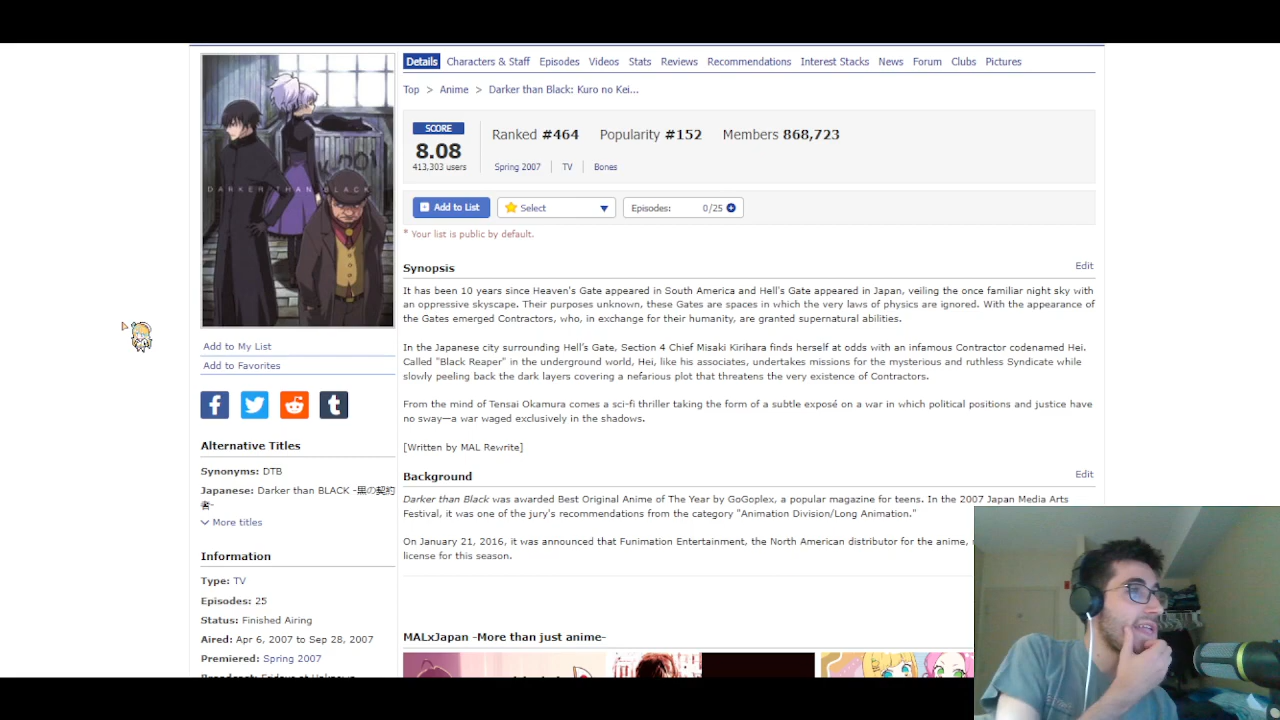 Details Characters & Staff Episodes Videos Stats Reviews Recommendations Interest Stacks News Forum Clubs Pictures
Top > Anime > Darker than Black: Kuro no Kei...
SCORE
8.08
413,303 users
Ranked #464 Popularity #152 Members 868,723
Spring 2007 TV Bones
Add to List Select Episodes: 0/25
* Your list is public by default.
Synopsis Edit
It has been 10 years since Heaven's Gate appeared in South America and Hell's Gate appeared in Japan, veiling the once familiar night sky with
an oppressive skyscape. Their purposes unknown, these Gates are spaces in which the very laws of physics are ignored. With the appearance
of the Gates emerged Contractors, who, in exchange for their humanity, are granted supernatural abilities.
In the Japanese city surrounding Hell's Gate, Section 4 Chief Misaki Kirihara finds herself at odds with an infamous Contractor codenamed Hei.
Called "Black Reaper" in the underground world, Hei, like his associates, undertakes missions for the mysterious and ruthless Syndicate while
slowly peeling back the dark layers covering a nefarious plot that threatens the very existence of Contractors.
From the mind of Tensai Okamura comes a sci-fi thriller taking the form of a subtle exposé on a war in which political positions and justice have
no sway—a war waged exclusively in the shadows.
[Written by MAL Rewrite]
Background Edit
Darker than Black was awarded Best Original Anime of The Year by GoGoplex, a popular magazine for teens. In the 2007 Japan Media Arts
Festival, it was one of the jury's recommendations from the category "Animation Division/Long Animation."
On January 21, 2016, it was announced that Funimation Entertainment, the North American distributor for the anime,
license for this season.
MALxJapan -More than just anime-
DARKER THAN BLACK
Add to My List
Add to Favorites
Alternative Titles
Synonyms: DTB
Japanese: Darker than BLACK -黒の契約
者-
More titles
Information
Type: TV
Episodes: 25
Status: Finished Airing
Aired: Apr 6, 2007 to Sep 28, 2007
Premiered: Spring 2007
Broadcast: Fridays at Unknown